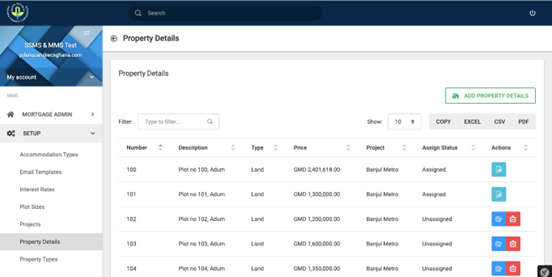 Search
SSMS & MMS Test
My account
MMS
MORTGAGE ADMIN
SETUP
Accommodation Types
Email Templates
Interest Rates
Plot Sizes
Projects
Property Details
Property Types
Property Details
Property Details
ADD PROPERTY DETAILS
Filter: Type to filter... Show: 10 COPY EXCEL CSV PDF
Number Description Type Price Project Assign Status Actions
100 Plot no 100, Adum Land GMD 2,401,618.00 Banjul Metro Assigned
101 Plot no 101, Adum Land GMD 1,300,000.00 Banjul Metro Assigned
102 Plot no 102, Adum Land GMD 1,200,000.00 Banjul Metro Unassigned
103 Plot no 103, Adum Land GMD 1,600,000.00 Banjul Metro Unassigned
104 Plot no 104, Adum Land GMD 1,350,000.00 Banjul Metro Unassigned